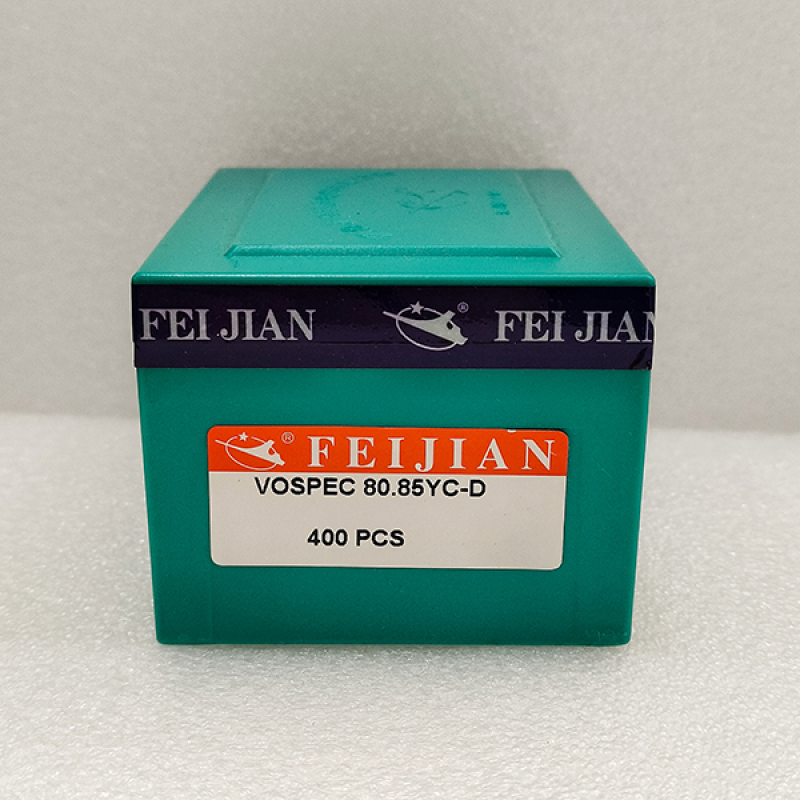 FEI JIAN ® FEI JIAN
® FEIJIAN
VOSPEC 80.85YC-D
400 PCS